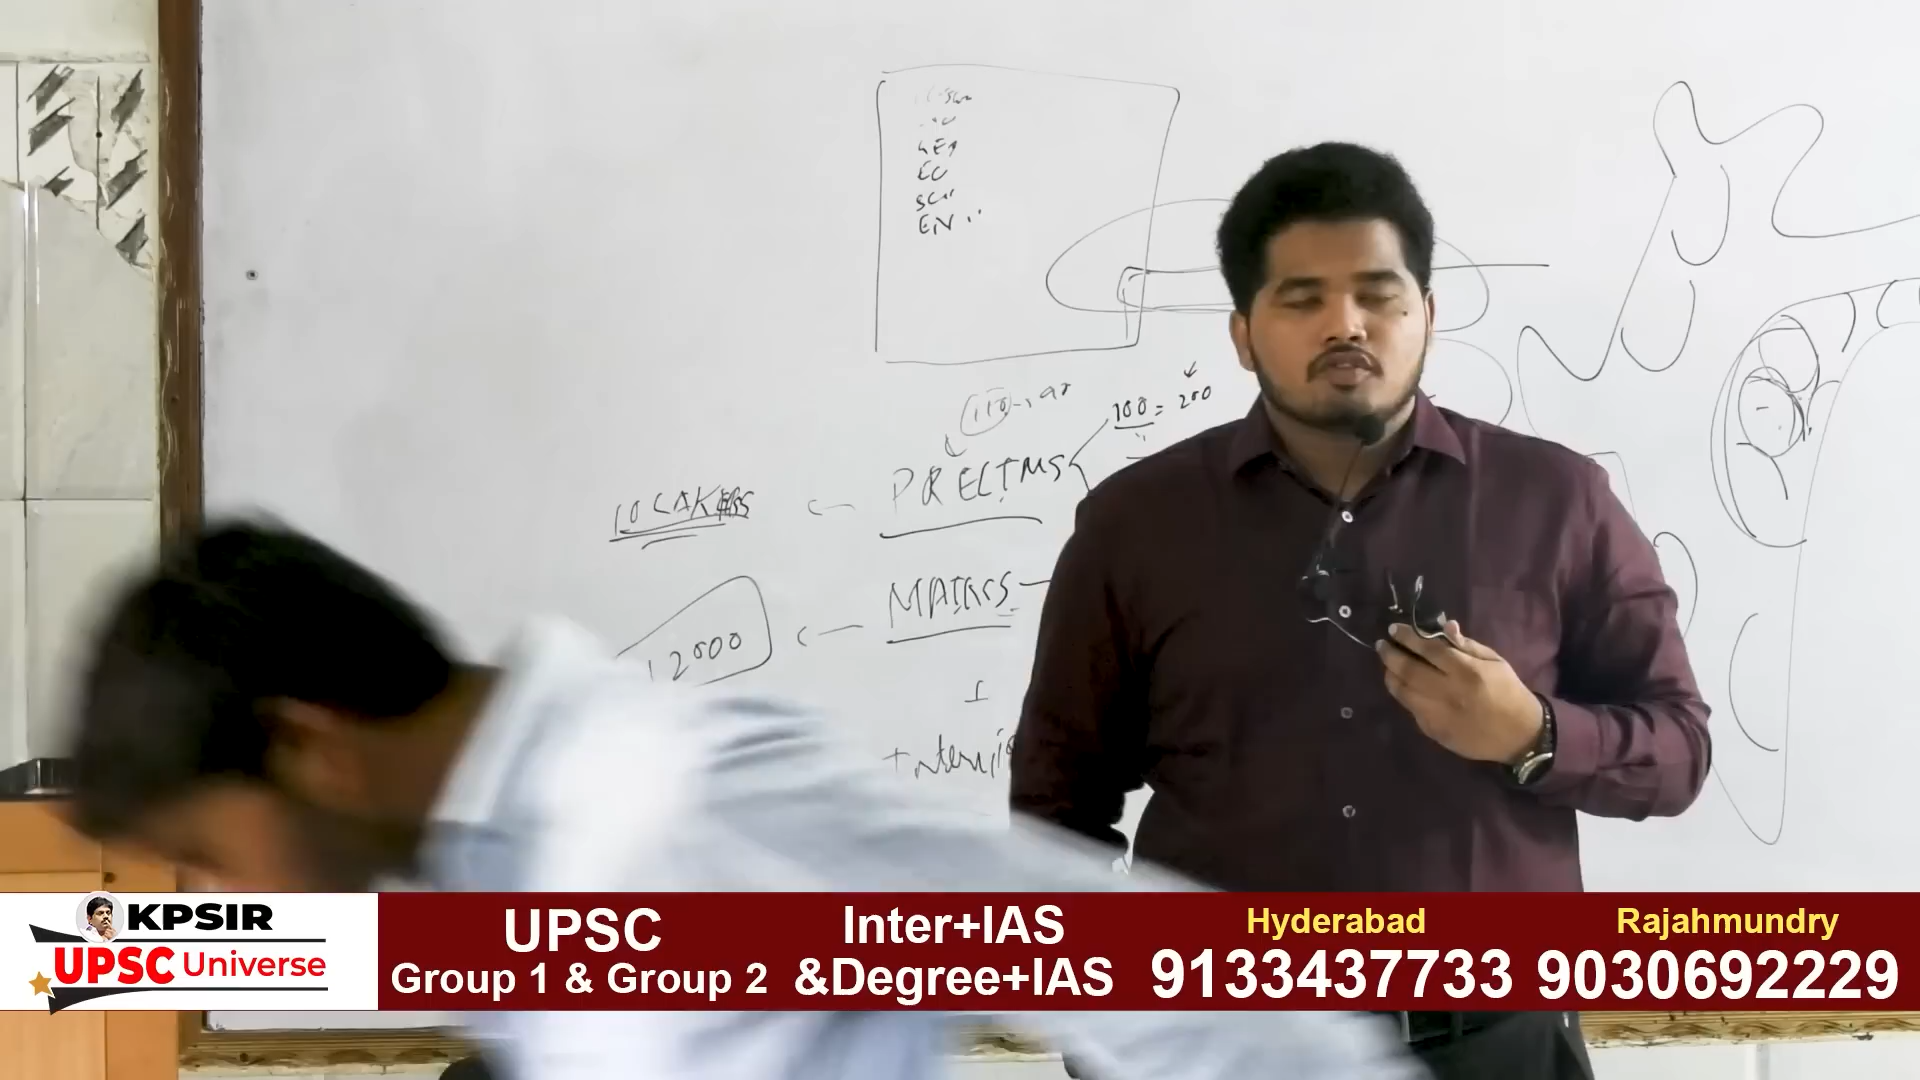 EC
EN
100 = 200
PRELIMS
10 LAKHS
MAINS
12000
KPSIR
UPSC Universe
UPSC
Group 1 & Group 2
Inter+IAS
&Degree+IAS
Hyderabad
9133437733
Rajahmundry
9030692229